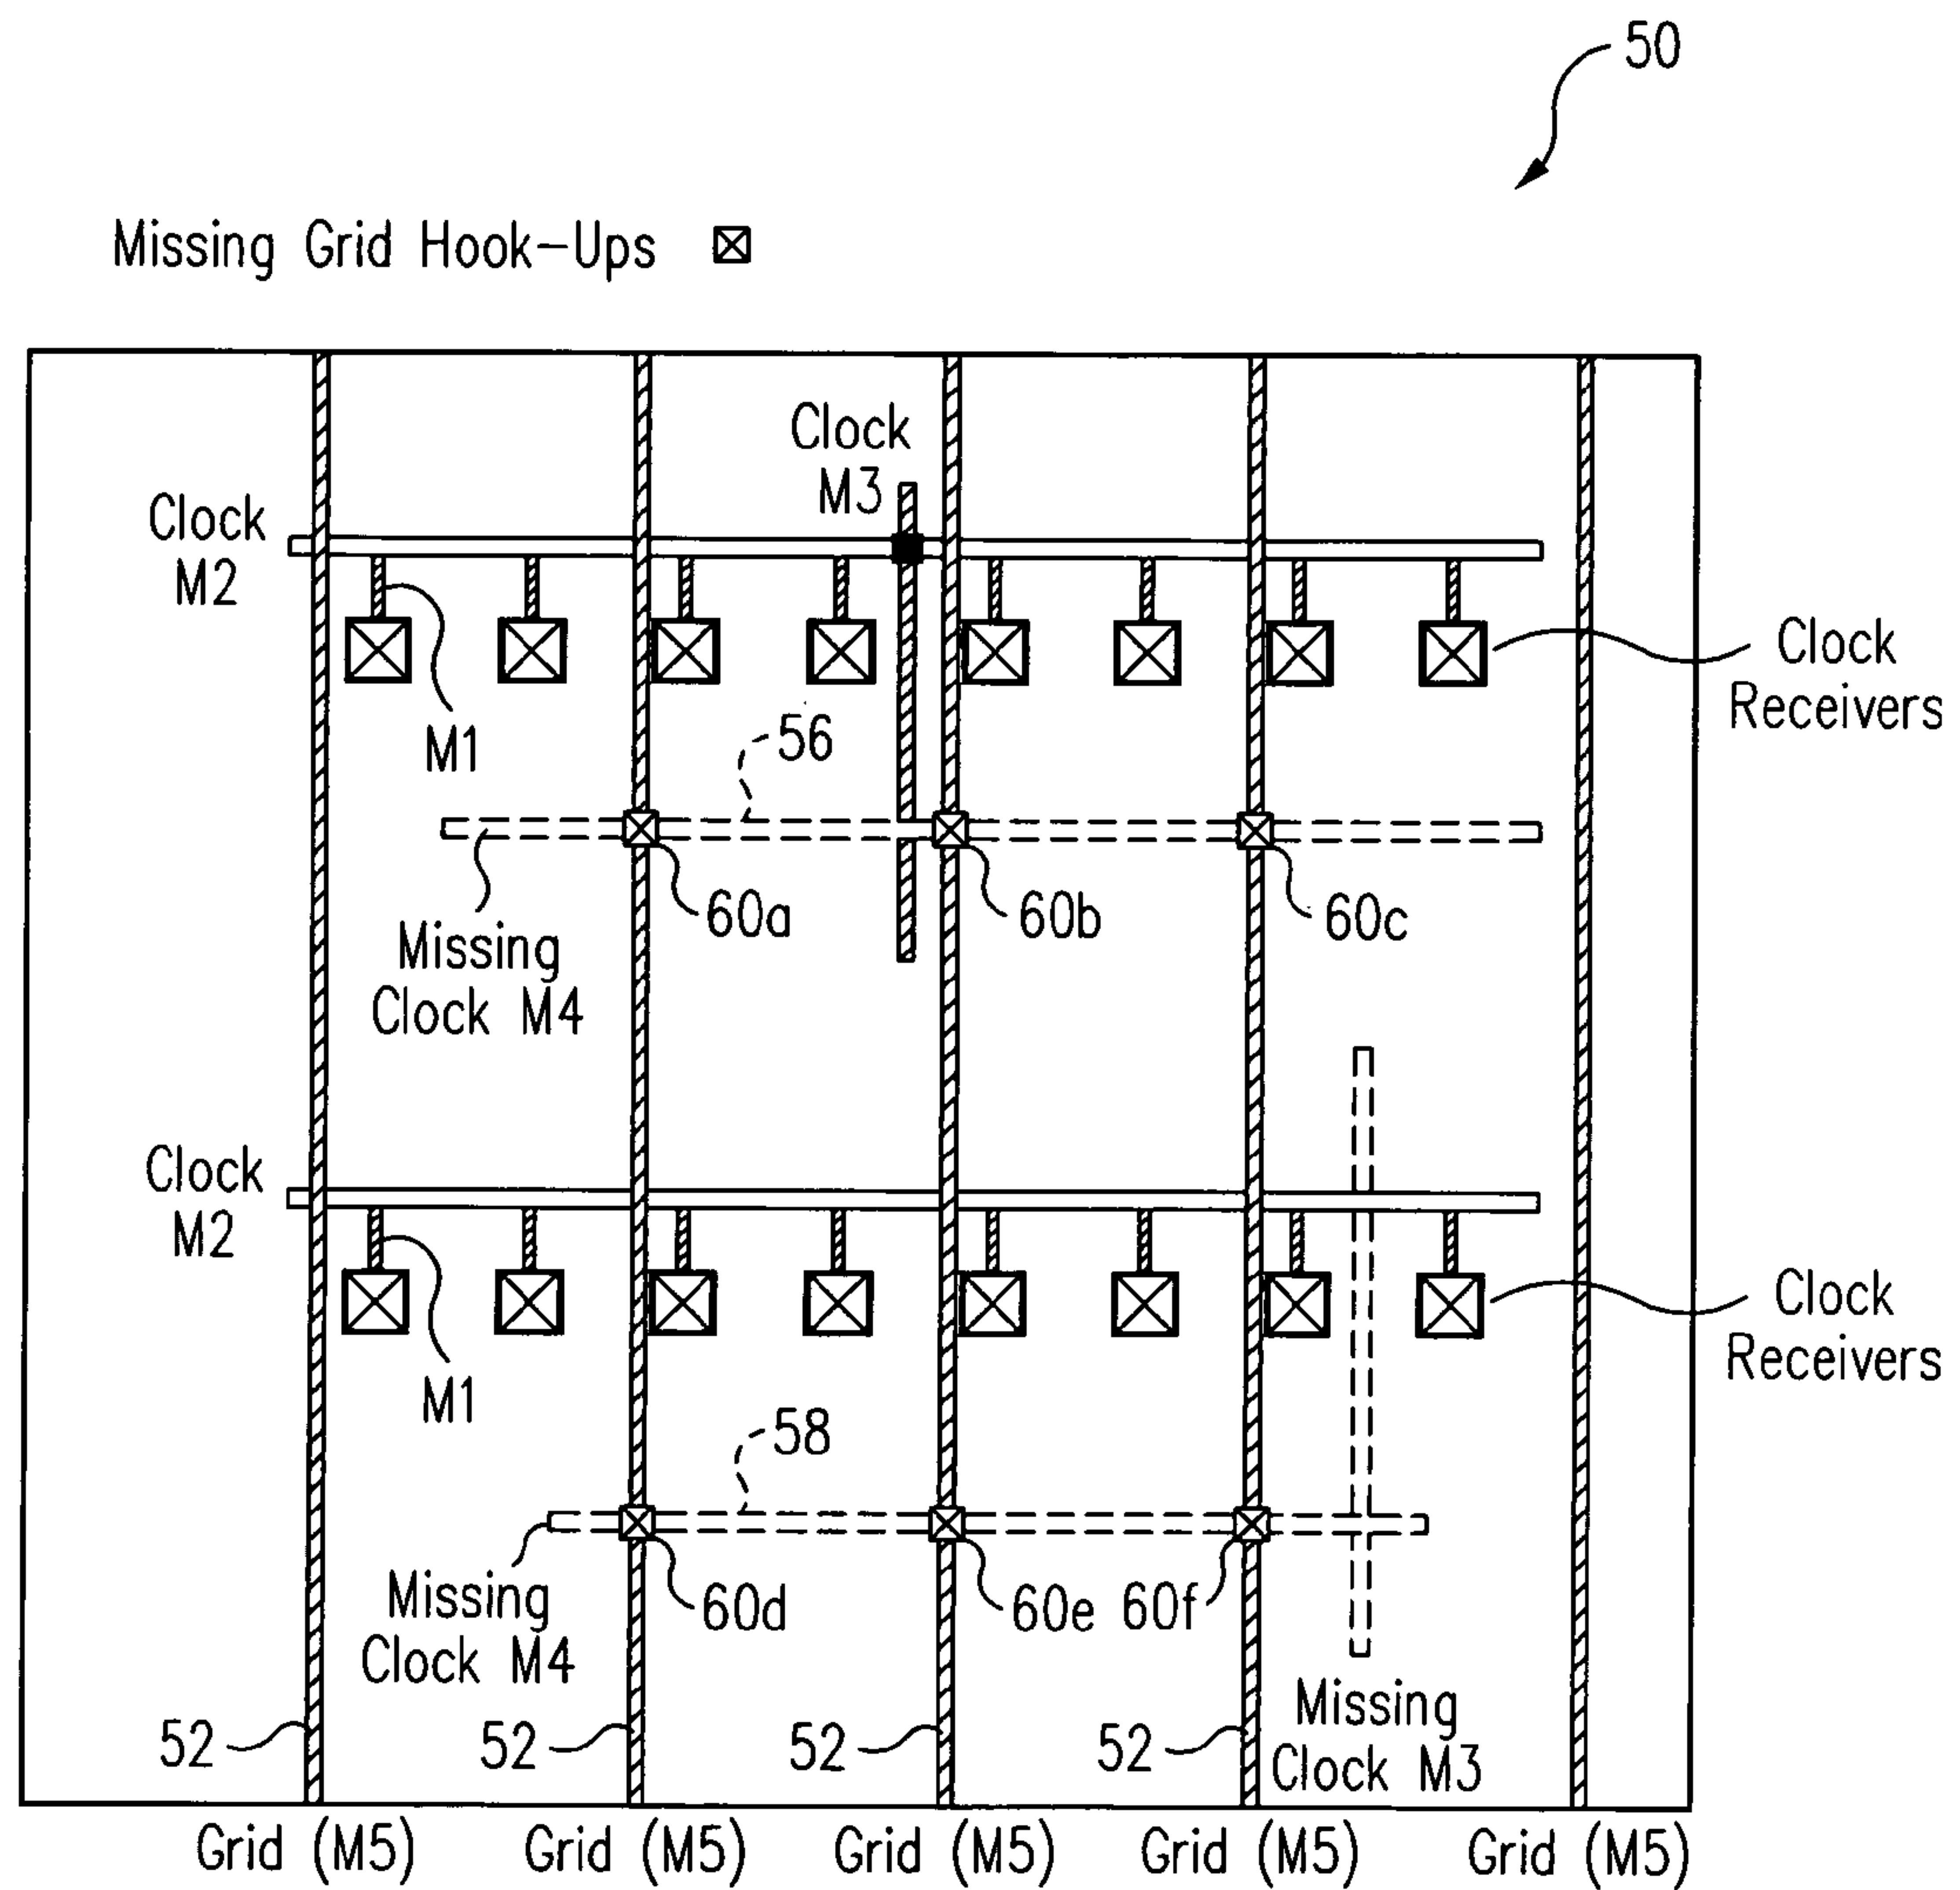 50
Missing Grid Hook-Ups
Clock
M3
Clock
M2
Clock
Receivers
M1
56
60a
60b
60c
Missing
Clock M4
Clock
M2
Clock
Receivers
M1
58
Missing
Clock M4
60d
60e
60f
Missing
Clock M3
52
52
52
52
Grid (M5)
Grid (M5)
Grid (M5)
Grid (M5)
Grid (M5)